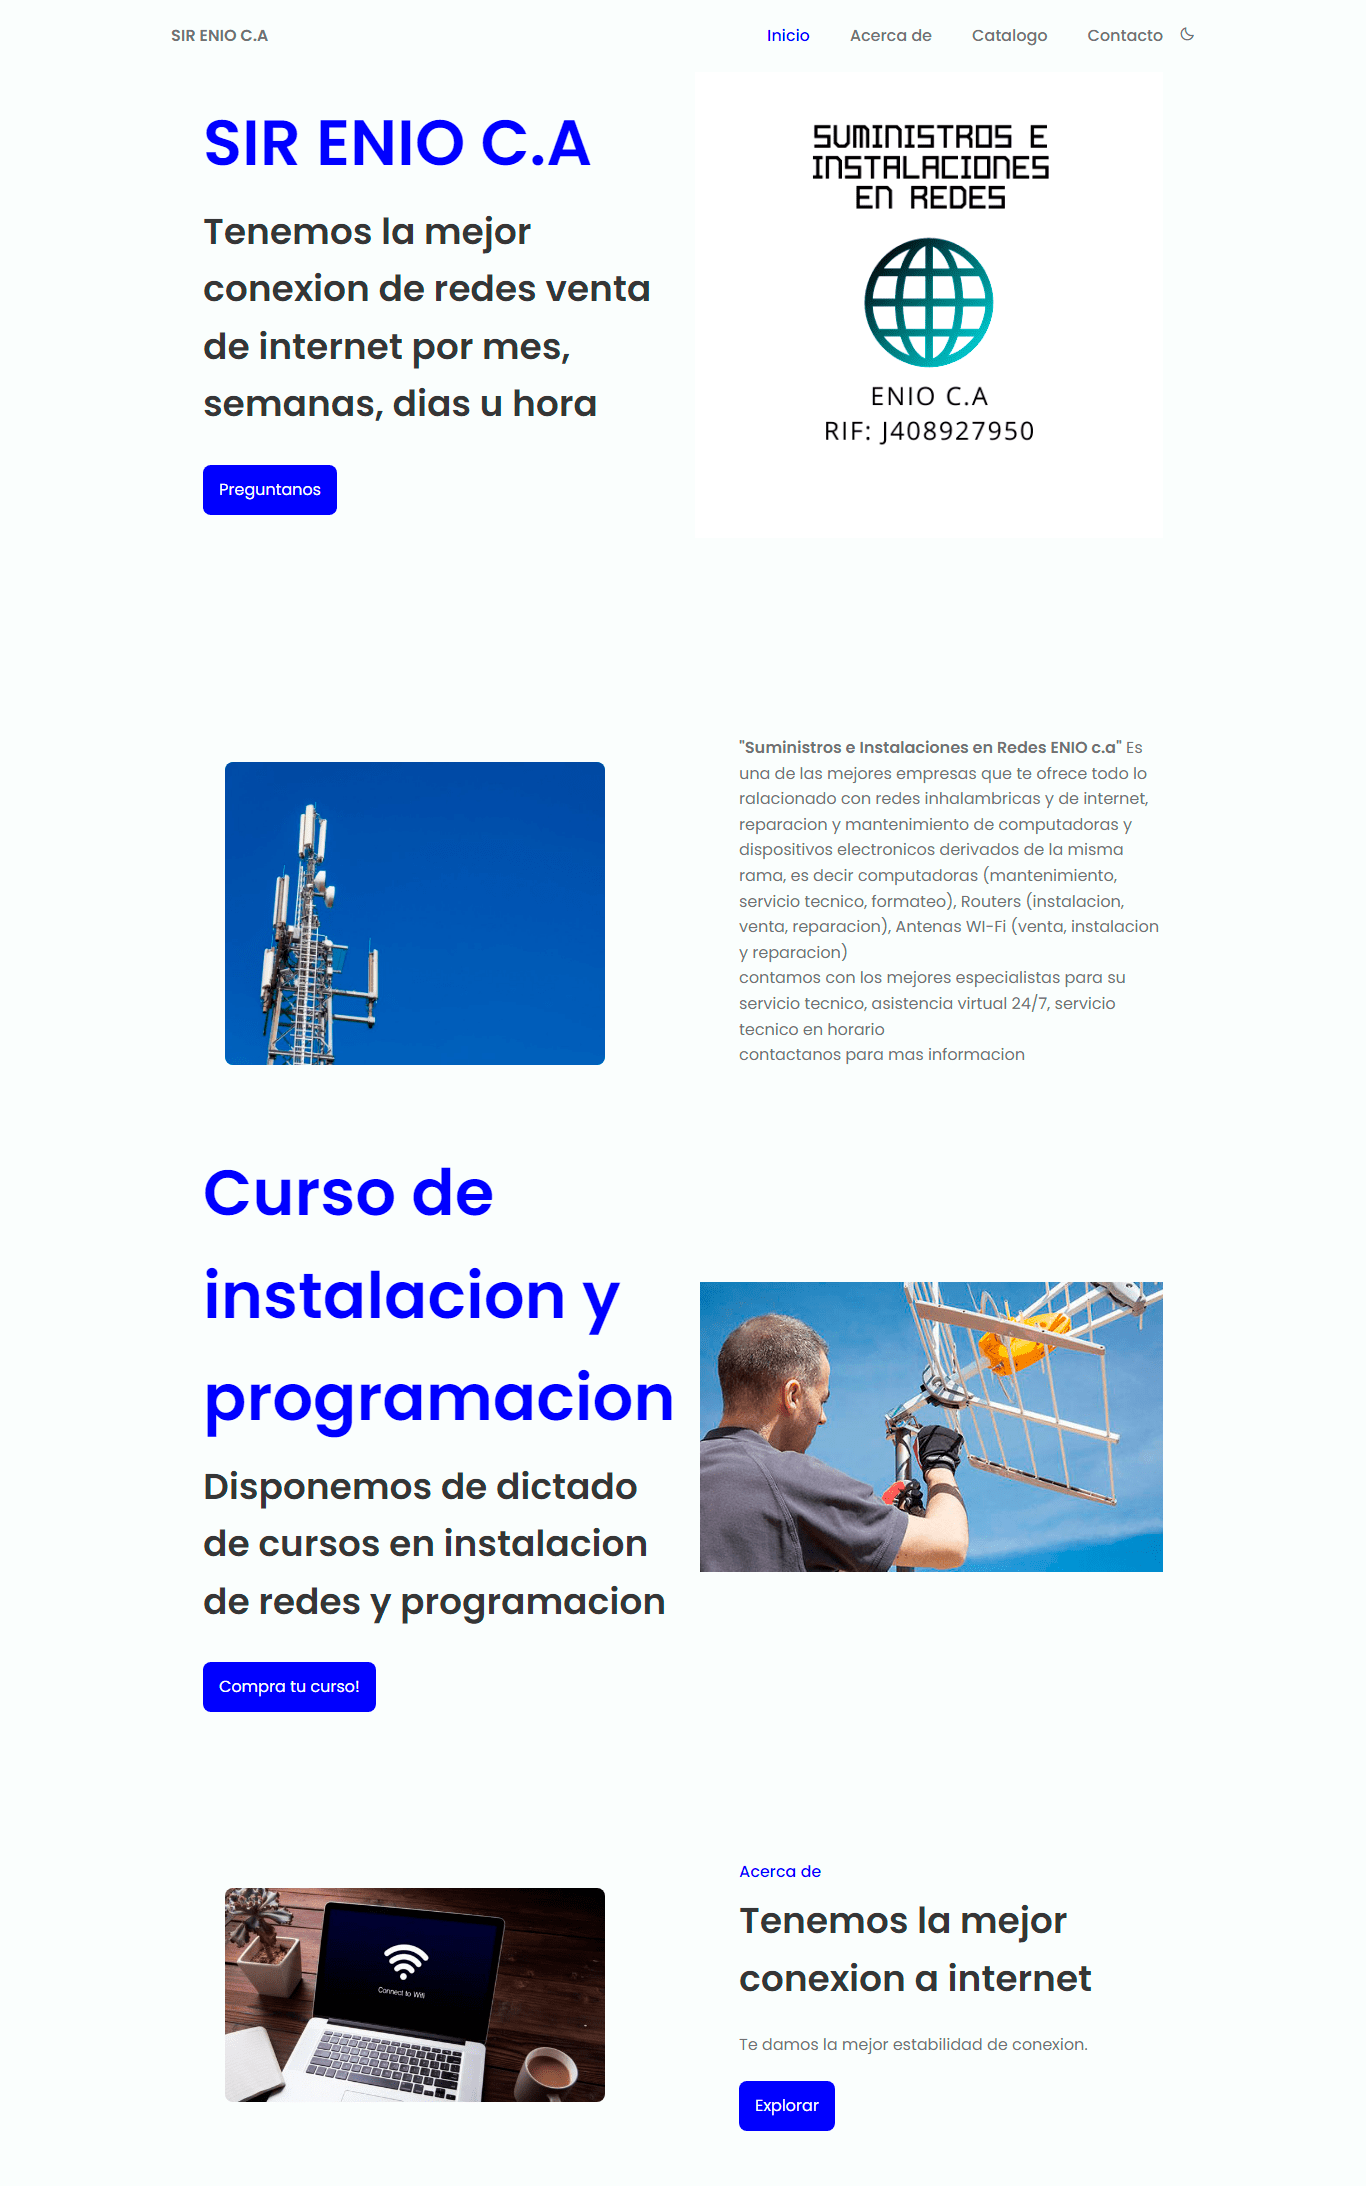 SIR ENIO C.A
Inicio
Acerca de
Catalogo
Contacto
SIR ENIO C.A
Tenemos la mejor
conexion de redes venta
de internet por mes,
semanas, dias u hora
Preguntanos
SUMINISTROS E
INSTALACIONES
EN REDES
ENIO C.A
RIF: J408927950
"Suministros e Instalaciones en Redes ENIO c.a" Es
una de las mejores empresas que te ofrece todo lo
ralacionado con redes inhalambricas y de internet,
reparacion y mantenimiento de computadoras y
dispositivos electronicos derivados de la misma
rama, es decir computadoras (mantenimiento,
servicio tecnico, formateo), Routers (instalacion,
venta, reparacion), Antenas WI-Fi (venta, instalacion
y reparacion)
contamos con los mejores especialistas para su
servicio tecnico, asistencia virtual 24/7, servicio
tecnico en horario
contactanos para mas informacion
Curso de
instalacion y
programacion
Disponemos de dictado
de cursos en instalacion
de redes y programacion
Compra tu curso!
Connect to Wifi
Acerca de
Tenemos la mejor
conexion a internet
Te damos la mejor estabilidad de conexion.
Explorar